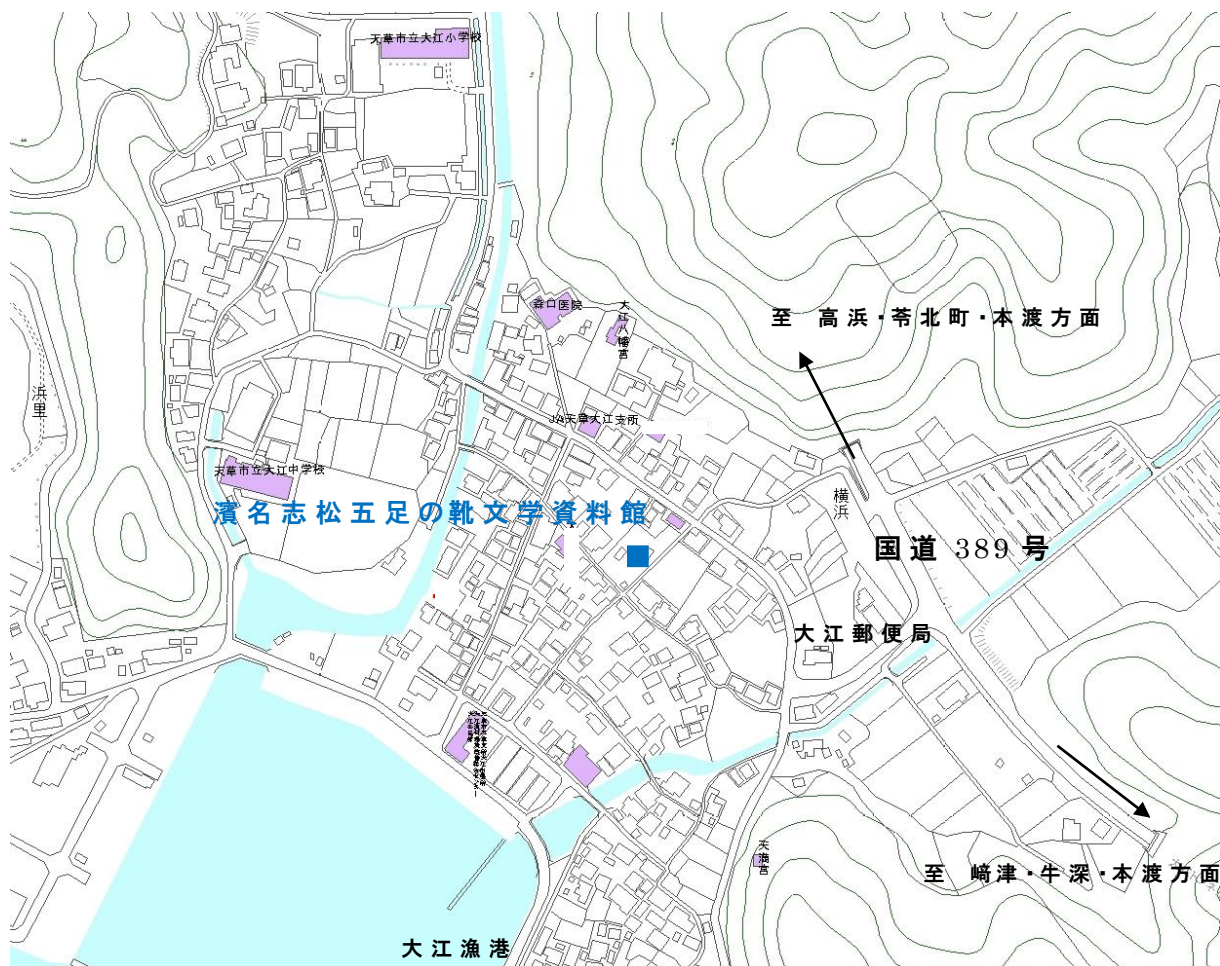 天草市立大江小学校
森口医院
大江八幡宮
至 高浜・苓北町・本渡方面
浜里
JA天草大江支所
天草市立大江中学校
横浜
濱名志松五足の靴文学資料館
国道 389 号
大江郵便局
天満宮
至 﨑津・牛深・本渡方面
大江漁港